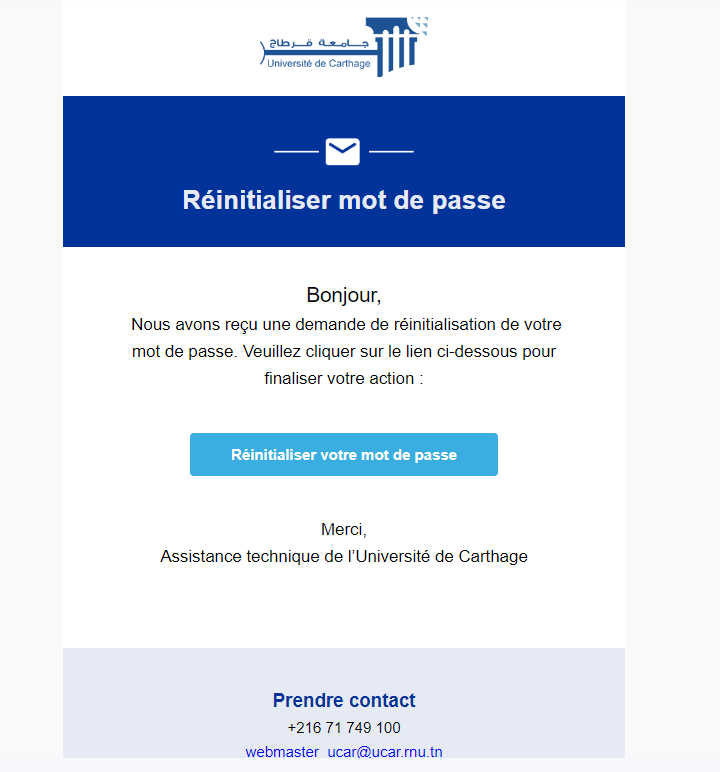 جـامـعـة قـرطاج
Université de Carthage
Réinitialiser mot de passe
Bonjour,
Nous avons reçu une demande de réinitialisation de votre
mot de passe. Veuillez cliquer sur le lien ci-dessous pour
finaliser votre action :
Réinitialiser votre mot de passe
Merci,
Assistance technique de l’Université de Carthage
Prendre contact
+216 71 749 100
webmaster_ucar@ucar.rnu.tn